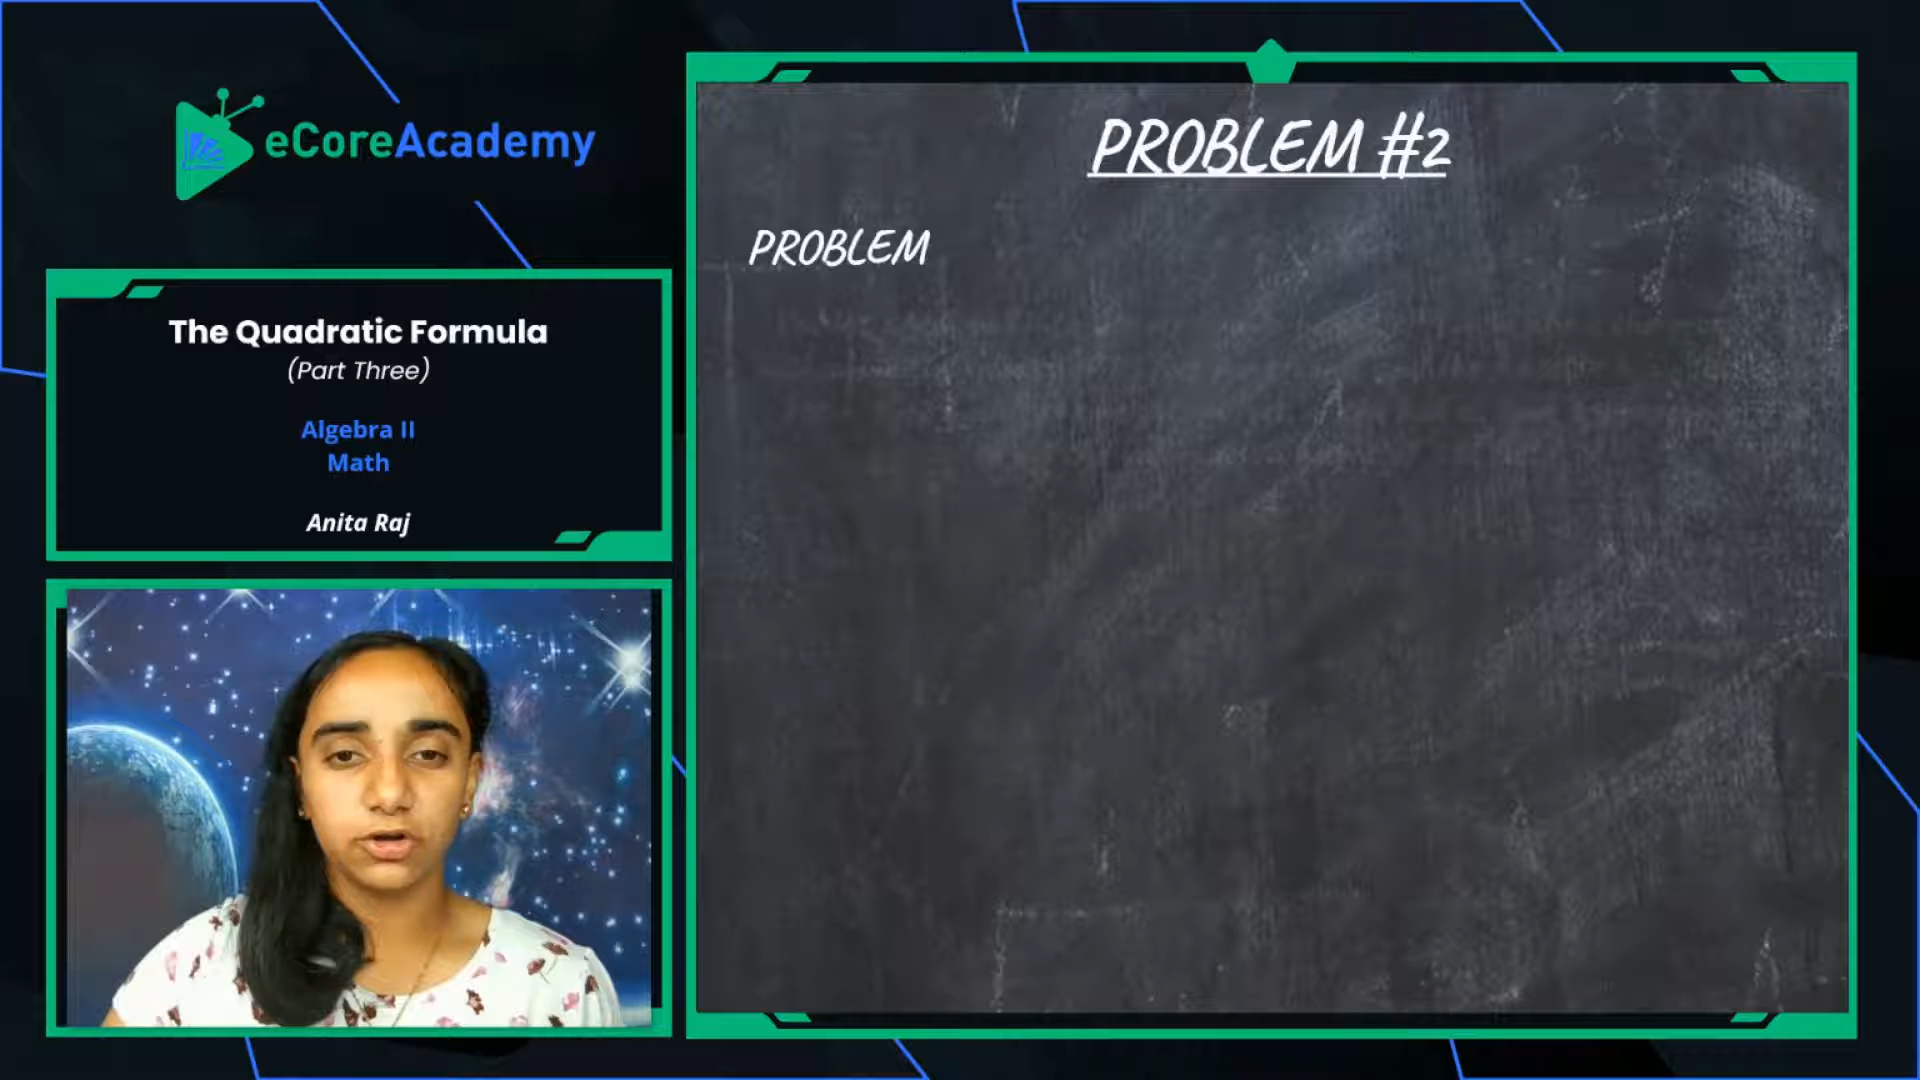 eCoreAcademy
The Quadratic Formula
(Part Three)
Algebra II
Math
Anita Raj
PROBLEM #2
PROBLEM